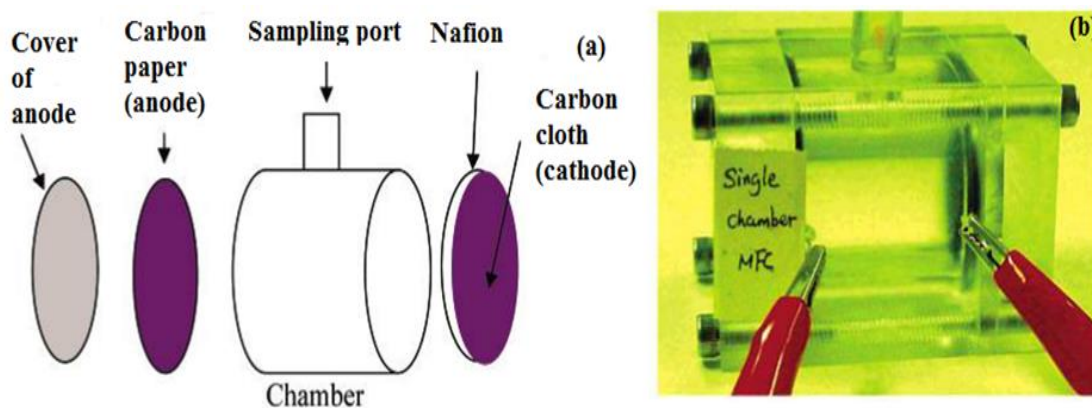 Cover
of
anode
Carbon
paper
(anode)
Sampling port
Nafion
(a)
Carbon
cloth
(cathode)
Chamber
(b)
Single
chamber
MFC